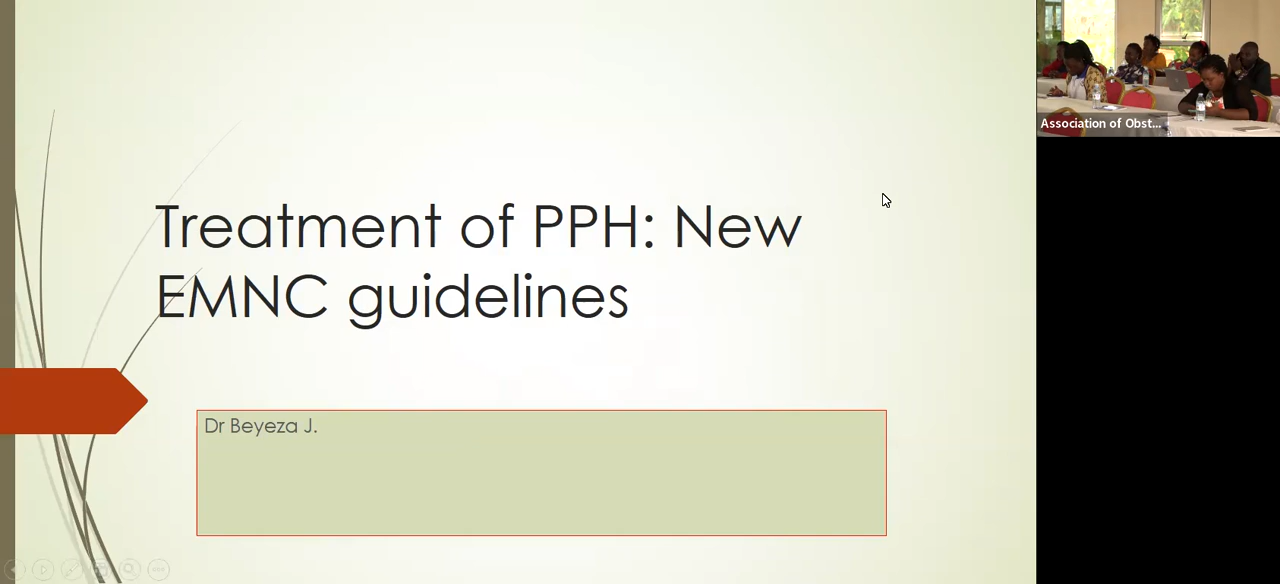 Treatment of PPH: New
EMNC guidelines
Dr Beyeza J.
Association of Obst...